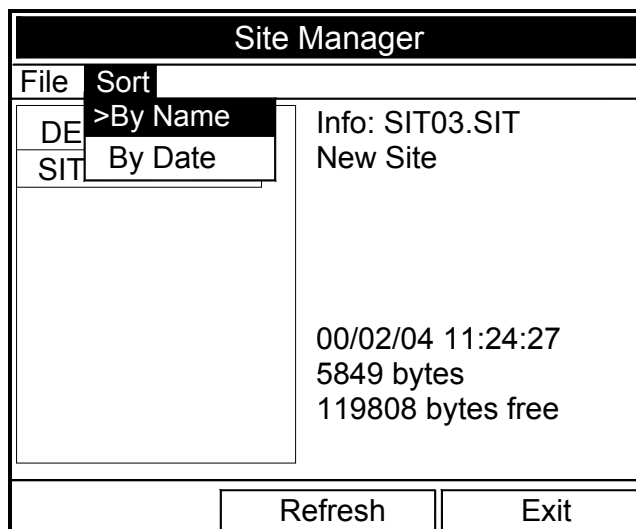 Site Manager
File Sort
>By Name
By Date
DE
SIT
Info: SIT03.SIT
New Site
00/02/04 11:24:27
5849 bytes
119808 bytes free
Refresh Exit